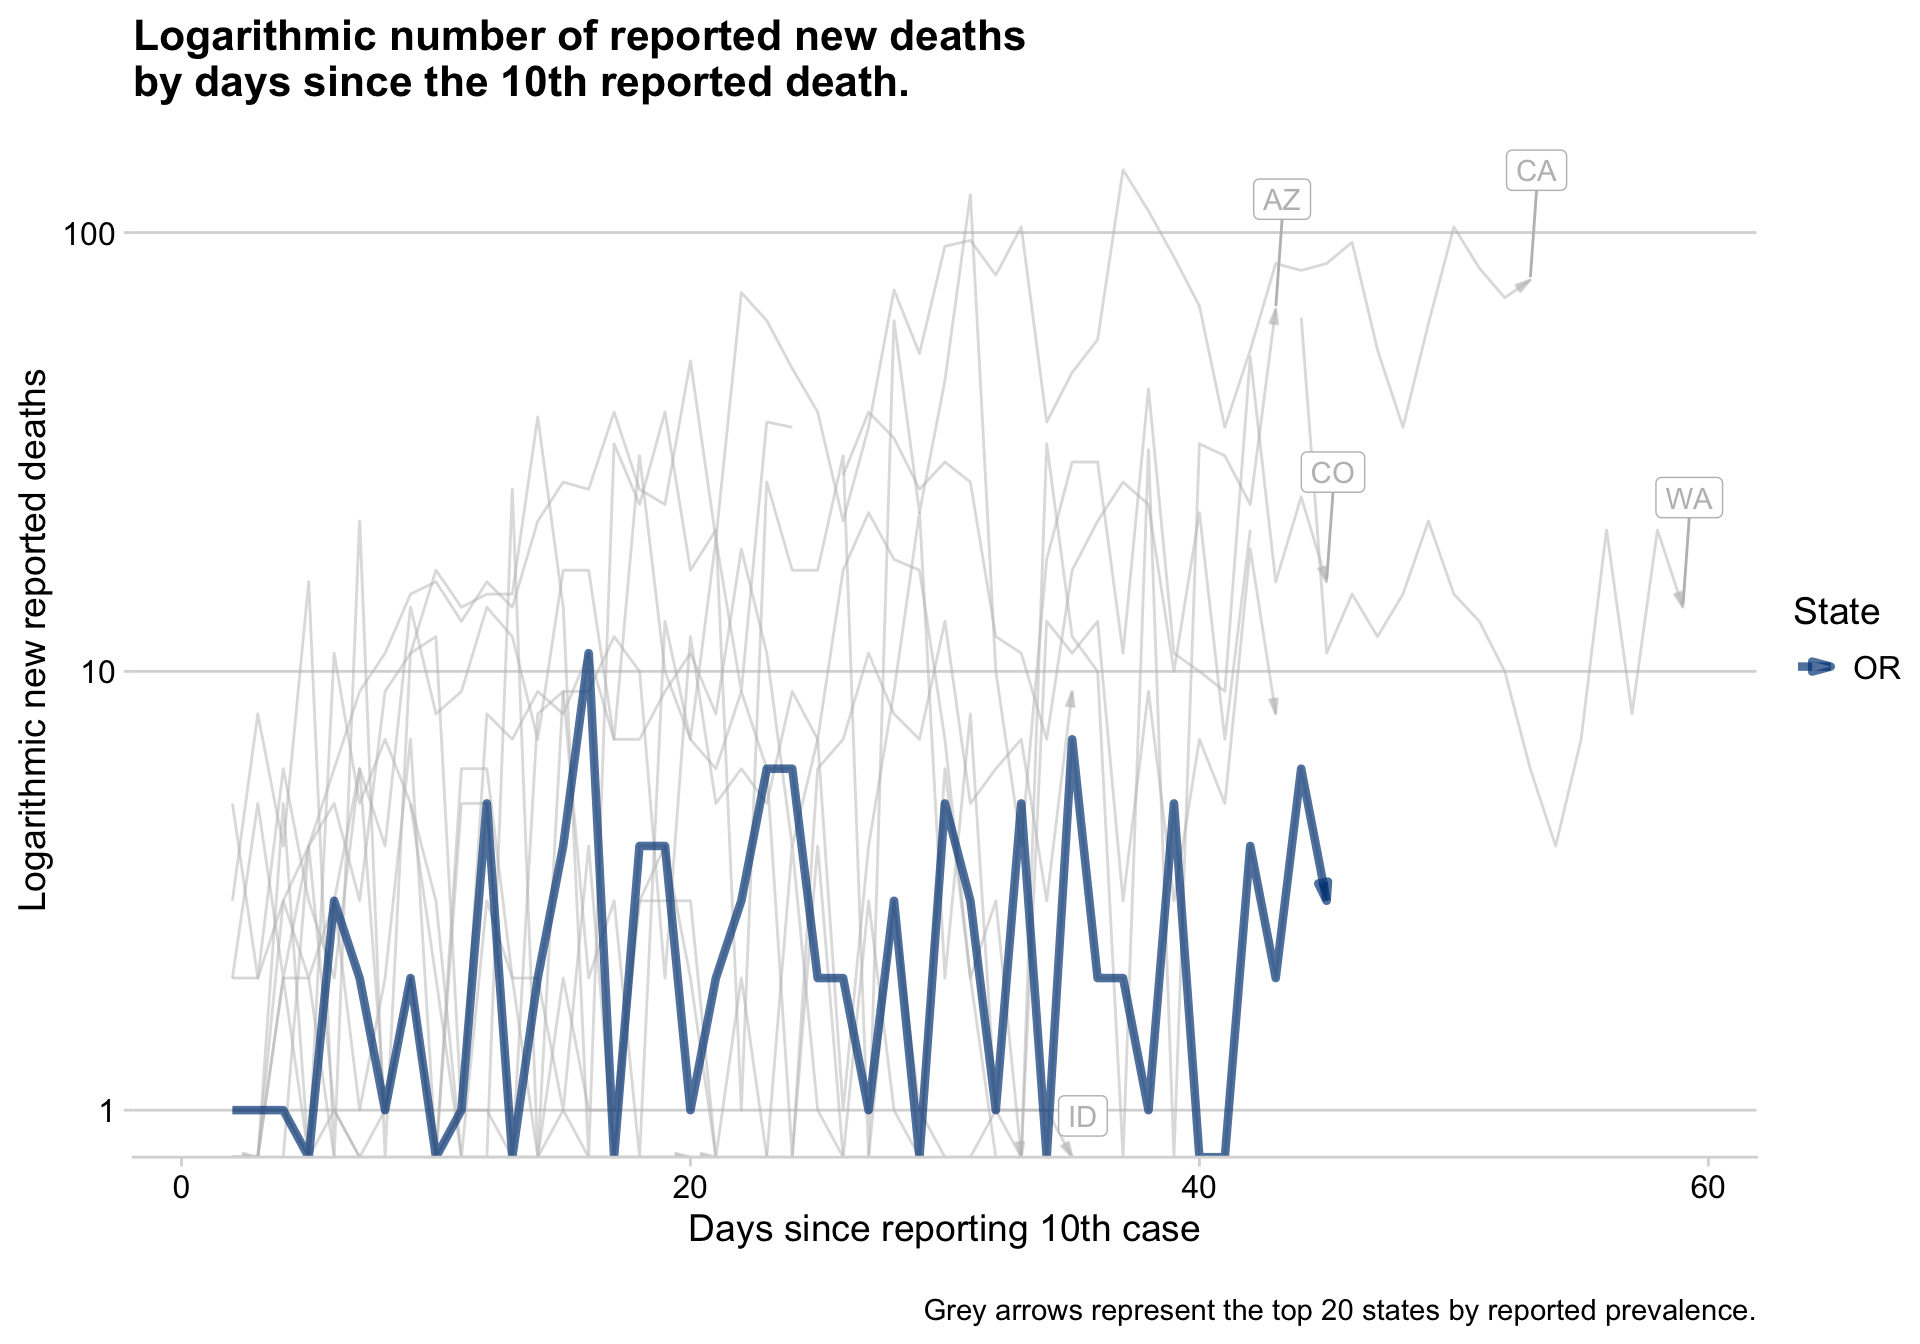 Logarithmic number of reported new deaths
by days since the 10th reported death.
Logarithmic new reported deaths
100
10
1
CA
AZ
CO
WA
ID
State
OR
0
20
40
60
Days since reporting 10th case
Grey arrows represent the top 20 states by reported prevalence.